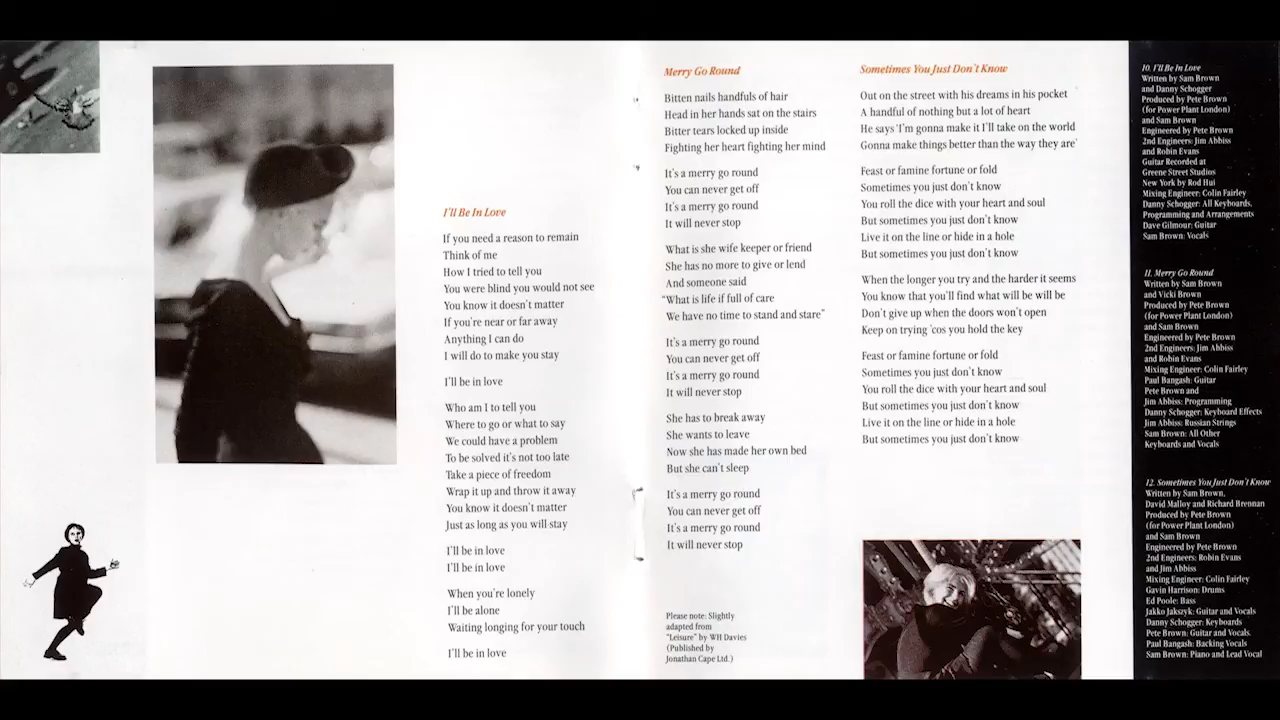 I'll Be In Love
If you need a reason to remain
Think of me
How I tried to tell you
You were blind you would not see
You know it doesn't matter
If you're near or far away
Anything I can do
I will do to make you stay
I'll be in love
Who am I to tell you
Where to go or what to say
We could have a problem
To be solved it's not too late
Take a piece of freedom
Wrap it up and throw it away
You know it doesn't matter
Just as long as you will stay
I'll be in love
I'll be in love
When you're lonely
I'll be alone
Waiting longing for your touch
I'll be in love
Merry Go Round
Bitten nails handfuls of hair
Head in her hands sat on the stairs
Bitter tears locked up inside
Fighting her heart fighting her mind
It's a merry go round
You can never get off
It's a merry go round
It will never stop
What is she wife keeper or friend
She has no more to give or lend
And someone said
"What is life if full of care
We have no time to stand and stare"
It's a merry go round
You can never get off
It's a merry go round
It will never stop
She has to break away
She wants to leave
Now she has made her own bed
But she can't sleep
It's a merry go round
You can never get off
It's a merry go round
It will never stop
Please note: Slightly
adapted from
"Leisure" by WH Davies
(Published by
Jonathan Cape Ltd.)
Sometimes You Just Don't Know
Out on the street with his dreams in his pocket
A handful of nothing but a lot of heart
He says 'I'm gonna make it I'll take on the world
Gonna make things better than the way they are'
Feast or famine fortune or fold
Sometimes you just don't know
You roll the dice with your heart and soul
But sometimes you just don't know
Live it on the line or hide in a hole
But sometimes you just don't know
When the longer you try and the harder it seems
You know that you'll find what will be will be
Don't give up when the doors won't open
Keep on trying 'cos you hold the key
Feast or famine fortune or fold
Sometimes you just don't know
You roll the dice with your heart and soul
But sometimes you just don't know
Live it on the line or hide in a hole
But sometimes you just don't know
10. I'll Be In Love
Written by Sam Brown
and Danny Schogger
Produced by Pete Brown
(for Power Plant London)
and Sam Brown
Engineered by Pete Brown
2nd Engineers: Jim Abbiss
and Robin Evans
Guitar Recorded at
Greene Street Studios
New York by Rod Hui
Mixing Engineer: Colin Fairley
Danny Schogger: All Keyboards,
Programming and Arrangements
Dave Gilmour: Guitar
Sam Brown: Vocals
11. Merry Go Round
Written by Sam Brown
and Vicki Brown
Produced by Pete Brown
(for Power Plant London)
and Sam Brown
Engineered by Pete Brown
2nd Engineers: Jim Abbiss
and Robin Evans
Mixing Engineer: Colin Fairley
Paul Bangash: Guitar
Pete Brown and
Jim Abbiss: Programming
Danny Schogger: Keyboard Effects
Jim Abbiss: Russian Strings
Sam Brown: All Other
Keyboards and Vocals
12. Sometimes You Just Don't Know
Written by Sam Brown,
David Malloy and Richard Brennan
Produced by Pete Brown
(for Power Plant London)
and Sam Brown
Engineered by Pete Brown
2nd Engineers: Robin Evans
and Jim Abbiss
Mixing Engineer: Colin Fairley
Gavin Harrison: Drums
Ed Poole: Bass
Jakko Jakszyk: Guitar and Vocals
Danny Schogger: Keyboards
Pete Brown: Guitar and Vocals.
Paul Bangash: Backing Vocals
Sam Brown: Piano and Lead Vocal